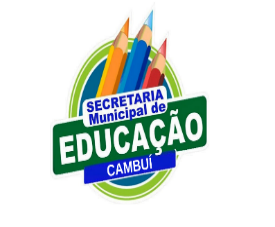 SECRETARIA
Municipal de
EDUCAÇÃO
CAMBUÍ